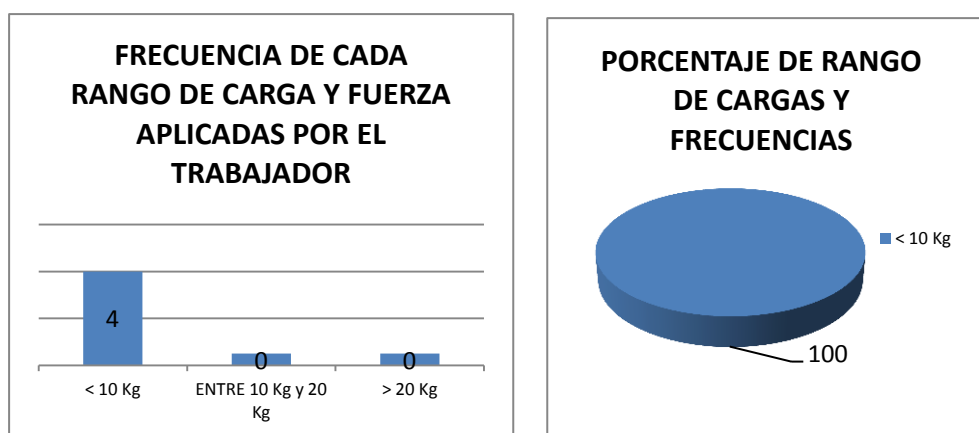 FRECUENCIA DE CADA
RANGO DE CARGA Y FUERZA
APLICADAS POR EL
TRABAJADOR
4
0
0
< 10 Kg
ENTRE 10 Kg y 20
Kg
> 20 Kg
PORCENTAJE DE RANGO
DE CARGAS Y
FRECUENCIAS
< 10 Kg
100